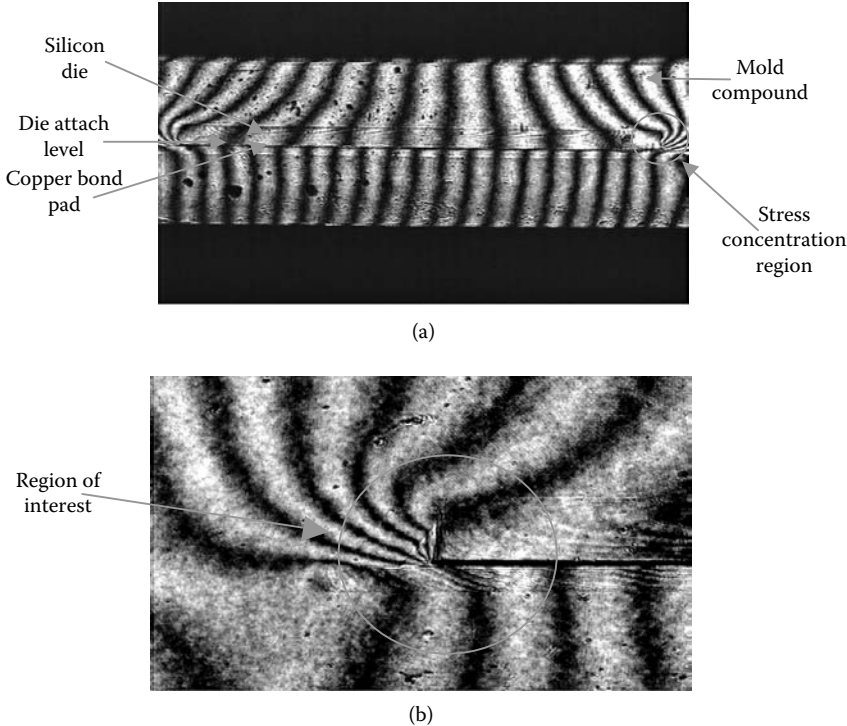 Silicon
die
Die attach
level
Copper bond
pad
Mold
compound
Stress
concentration
region
(a)
Region of
interest
(b)